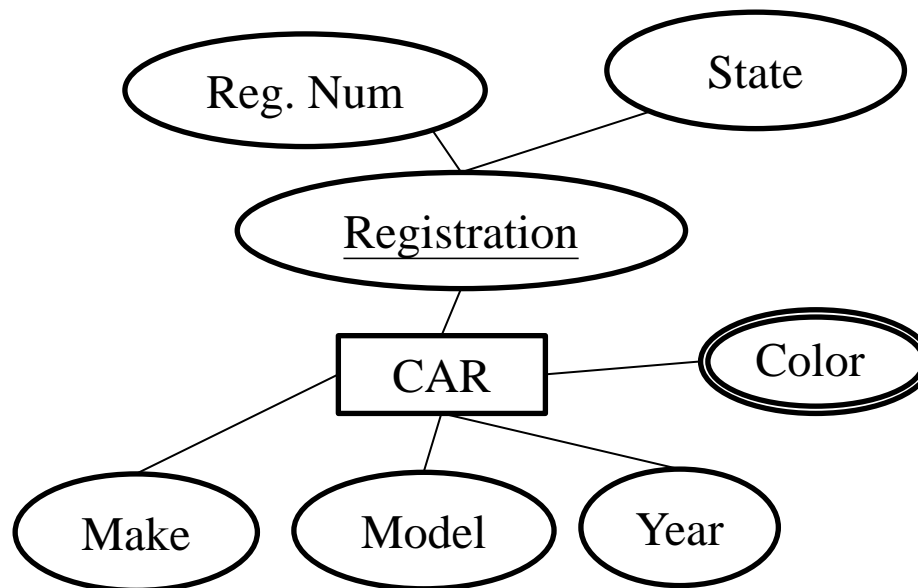 Reg. Num
State
Registration
CAR
Color
Make
Model
Year